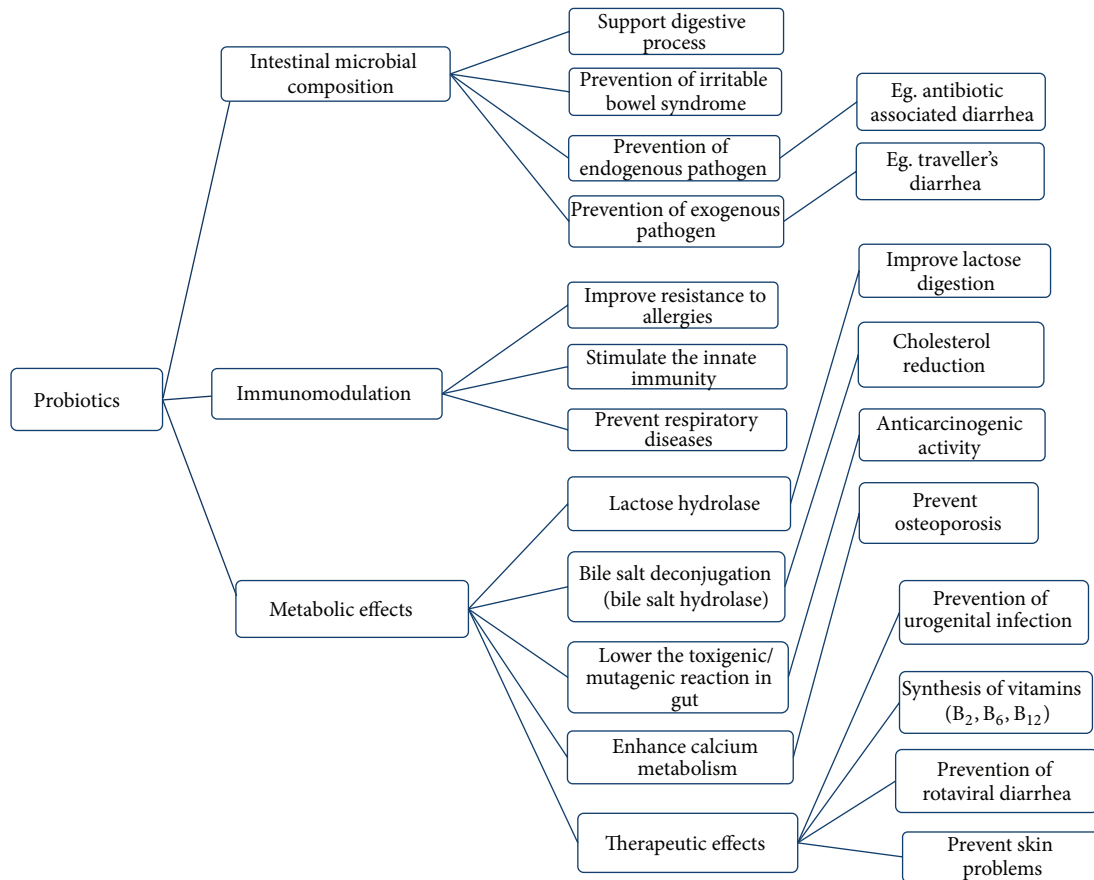 Probiotics
Intestinal microbial
composition
Immunomodulation
Metabolic effects
Support digestive
process
Prevention of irritable
bowel syndrome
Prevention of
endogenous pathogen
Prevention of exogenous
pathogen
Improve resistance to
allergies
Stimulate the innate
immunity
Prevent respiratory
diseases
Lactose hydrolase
Bile salt deconjugation
(bile salt hydrolase)
Lower the toxigenic/
mutagenic reaction in
gut
Enhance calcium
metabolism
Therapeutic effects
Eg. antibiotic
associated diarrhea
Eg. traveller's
diarrhea
Improve lactose
digestion
Cholesterol
reduction
Anticarcinogenic
activity
Prevent
osteoporosis
Prevention of
urogenital infection
Synthesis of vitamins
(B₂, B₆, B₁₂)
Prevention of
rotaviral diarrhea
Prevent skin
problems